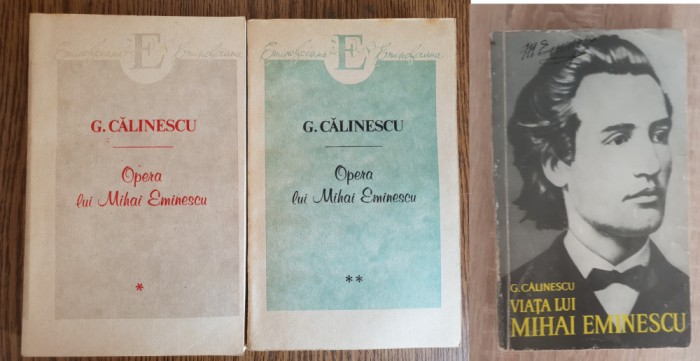 Eminesciana E Eminesciana
G. CĂLINESCU
Opera
lui Mihai Eminescu
*
Eminesciana E Eminesciana
G. CĂLINESCU
Opera
lui Mihai Eminescu
**
M Eminescu
G. CĂLINESCU
VIAȚA LUI
MIHAI EMINESCU